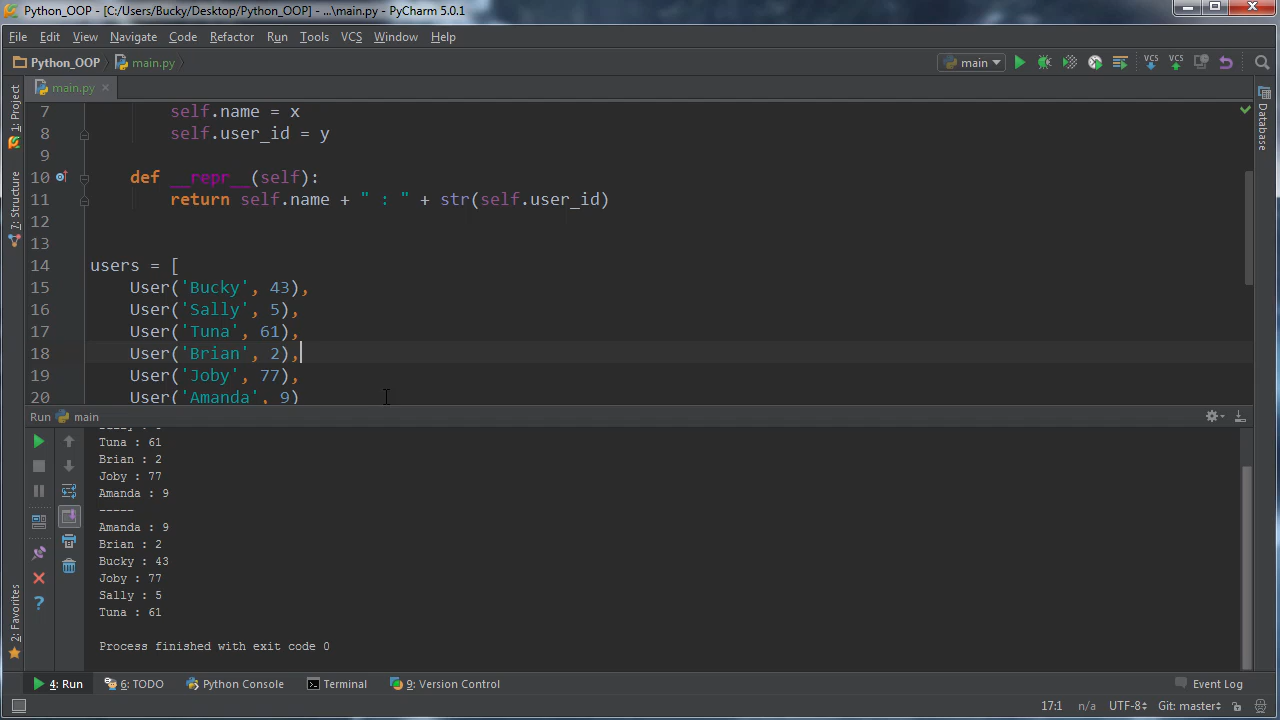 Python_OOP - [C:/Users/Bucky/Desktop/Python_OOP] - ...\main.py - PyCharm 5.0.1
File Edit View Navigate Code Refactor Run Tools VCS Window Help
Python_OOP main.py main VCS VCS
main.py
1: Project
7: Structure
2: Favorites
Database
7 self.name = x
8 self.user_id = y
9
10 def __repr__(self):
11 return self.name + " : " + str(self.user_id)
12
13
14 users = [
15 User('Bucky', 43),
16 User('Sally', 5),
17 User('Tuna', 61),
18 User('Brian', 2),
19 User('Joby', 77),
20 User('Amanda', 9)
Run main
Tuna : 61
Brian : 2
Joby : 77
Amanda : 9
-----
Amanda : 9
Brian : 2
Bucky : 43
Joby : 77
Sally : 5
Tuna : 61
Process finished with exit code 0
4: Run 6: TODO Python Console Terminal 9: Version Control Event Log
17:1 n/a UTF-8 Git: master